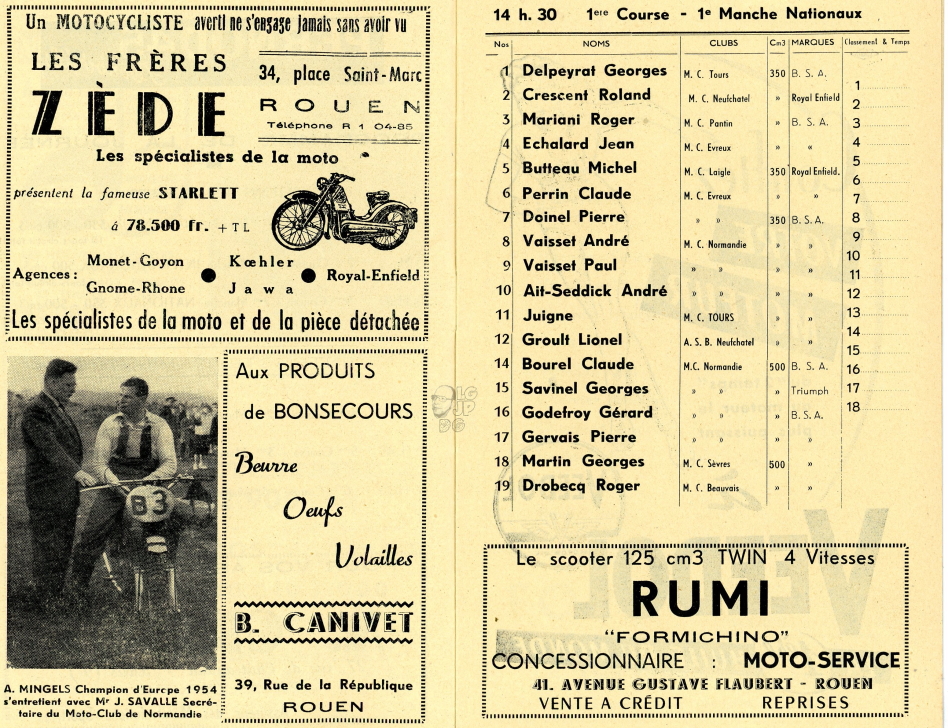 Un MOTOCYCLISTE averti ne s'engage jamais sans avoir vu
LES FRÈRES
ZÈDE
34, place Saint-Marc
ROUEN
Téléphone R 1 04-85
Les spécialistes de la moto
présentent la fameuse STARLETT
á 78.500 fr. + TL
Agences :
Monet-Goyon
Gnome-Rhone
Kœhler
Jawa
Royal-Enfield
Les spécialistes de la moto et de la pièce détachée
83
A. MINGELS Champion d'Europe 1954
s'entretient avec Mr J. SAVALLE Secré-
taire du Moto-Club de Normandie
Aux PRODUITS
de BONSECOURS
Beurre
Oeufs
Volailles
B. CANIVET
39, Rue de la République
ROUEN
14 h. 30 1ere Course - 1e Manche Nationaux
Nos NOMS CLUBS Cm3 MARQUES Classement & Temps
1 Delpeyrat Georges M. C. Tours 350 B. S. A. 1
2 Crescent Roland M. C. Neufchatel » Royal Enfield 2
3 Mariani Roger M. C. Pantin » B. S. A. 3
4 Echalard Jean M. C. Evreux » » 4
5 Butteau Michel M. C. Laigle 350 Royal Enfield. 5
6 Perrin Claude M. C. Evreux » » 6
7 Doinel Pierre » » 350 B. S. A. 7
8 Vaisset André M. C. Normandie » » 8
9 Vaisset Paul » » » » 9
10 Ait-Seddick André » » » » 10
11 Juigne M. C. TOURS » » 11
12 Groult Lionel A. S. B. Neufchatel » » 12
14 Bourel Claude M.C. Normandie 500 B. S. A. 13
15 Savinel Georges » » Triumph 14
16 Godefroy Gérard » » » B.S.A. 15
17 Gervais Pierre » » » » 16
18 Martin Georges M. C. Sèvres 500 » 17
19 Drobecq Roger M. C. Beauvais » » 18
Le scooter 125 cm3 TWIN 4 Vitesses
RUMI
"FORMICHINO"
CONCESSIONNAIRE : MOTO-SERVICE
41. AVENUE GUSTAVE FLAUBERT - ROUEN
VENTE A CRÉDIT REPRISES